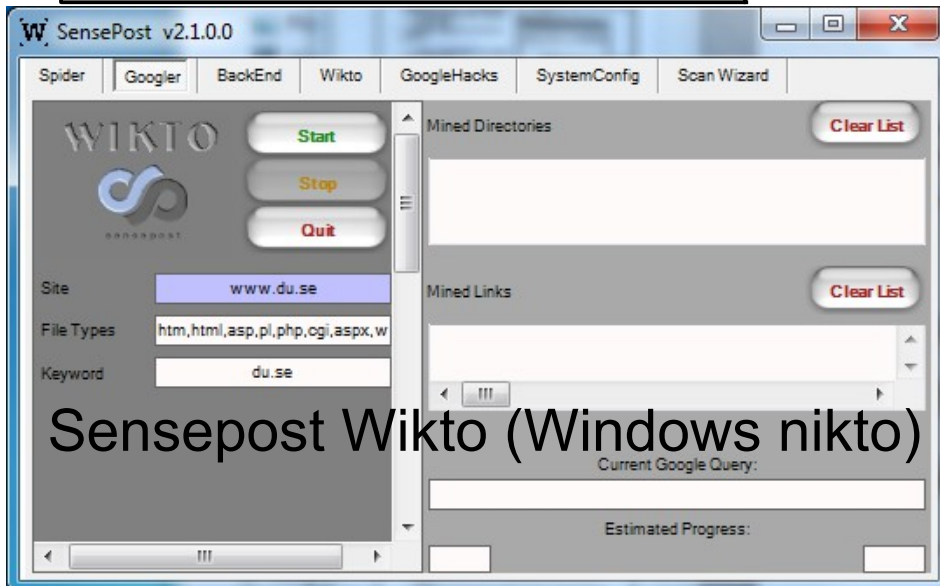 SensePost v2.1.0.0
Spider Googler BackEnd Wikto GoogleHacks SystemConfig Scan Wizard
WIKTO
sensepost
Start
Stop
Quit
Site www.du.se
File Types htm,html,asp,pl,php,cgi,aspx,w
Keyword du.se
Mined Directories Clear List
Mined Links Clear List
Sensepost Wikto (Windows nikto)
Current Google Query:
Estimated Progress: